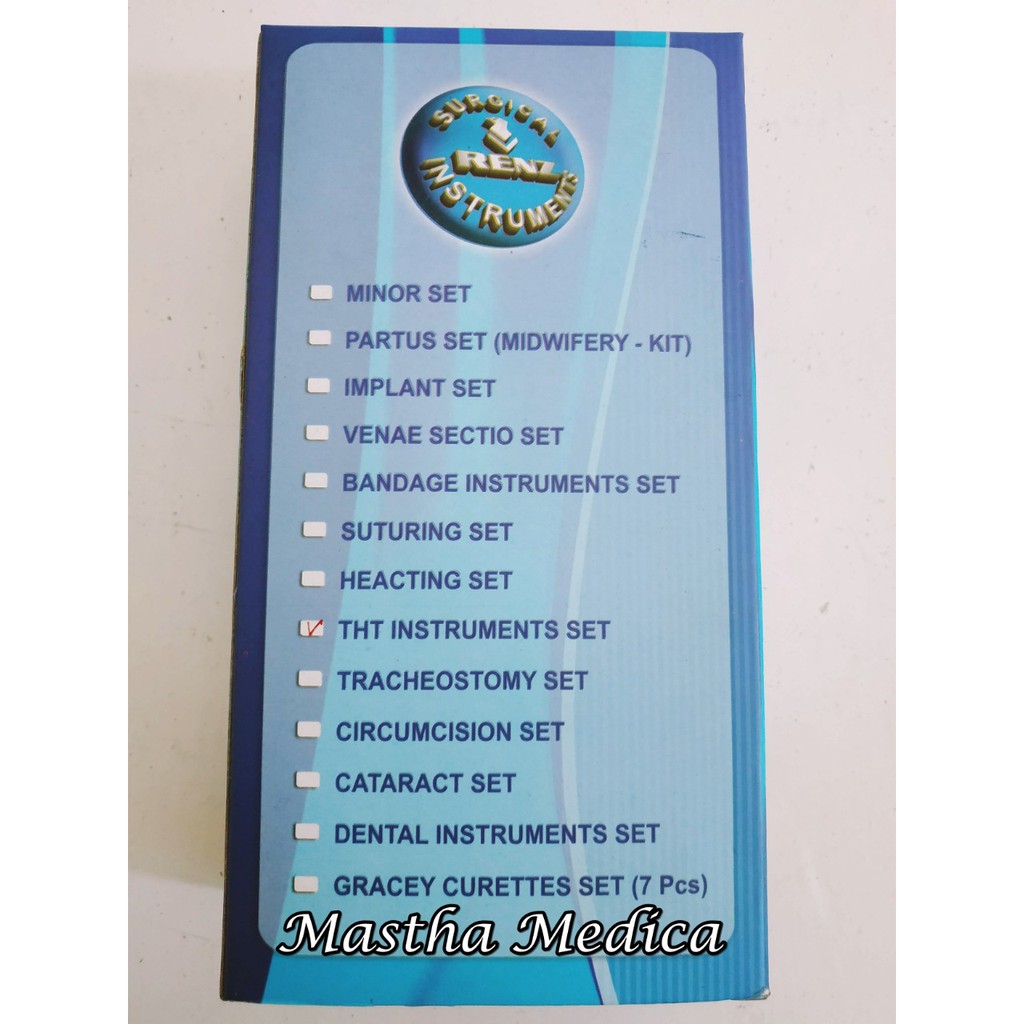 SURGICAL
RENZ
INSTRUMENTS
MINOR SET
PARTUS SET (MIDWIFERY - KIT)
IMPLANT SET
VENAE SECTIO SET
BANDAGE INSTRUMENTS SET
SUTURING SET
HEACTING SET
THT INSTRUMENTS SET
TRACHEOSTOMY SET
CIRCUMCISION SET
CATARACT SET
DENTAL INSTRUMENTS SET
GRACEY CURETTES SET (7 Pcs)
Mastha Medica